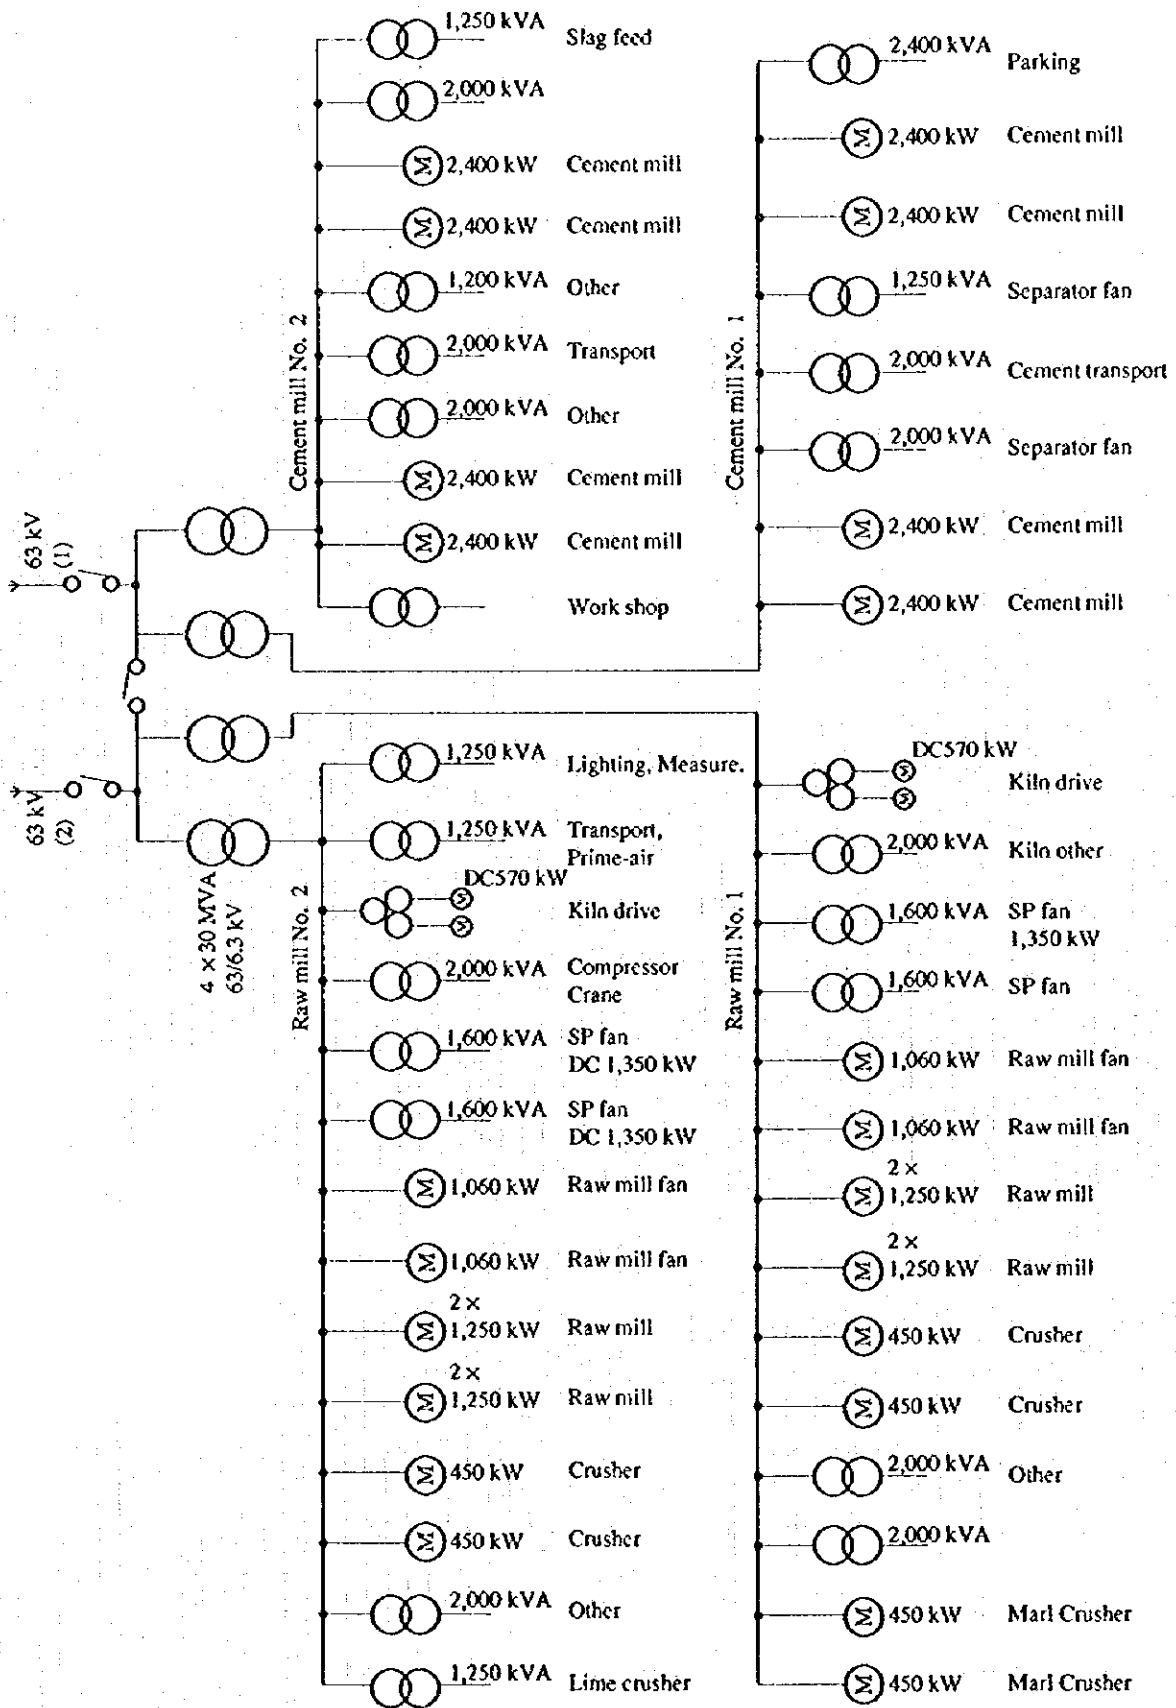 1,250 kVA Slag feed
2,000 kVA
M 2,400 kW Cement mill
M 2,400 kW Cement mill
1,200 kVA Other
2,000 kVA Transport
2,000 kVA Other
M 2,400 kW Cement mill
M 2,400 kW Cement mill
Work shop
Cement mill No. 2
2,400 kVA Parking
M 2,400 kW Cement mill
M 2,400 kW Cement mill
1,250 kVA Separator fan
2,000 kVA Cement transport
2,000 kVA Separator fan
M 2,400 kW Cement mill
M 2,400 kW Cement mill
Cement mill No. 1
63 kV
(1)
63 kV
(2)
4 × 30 MVA
63/6.3 kV
1,250 kVA Lighting, Measure.
1,250 kVA Transport,
Prime-air
DC570 kW
M
M
Kiln drive
2,000 kVA Compressor
Crane
1,600 kVA SP fan
DC 1,350 kW
1,600 kVA SP fan
DC 1,350 kW
M 1,060 kW Raw mill fan
M 1,060 kW Raw mill fan
2 ×
M 1,250 kW Raw mill
2 ×
M 1,250 kW Raw mill
M 450 kW Crusher
M 450 kW Crusher
2,000 kVA Other
1,250 kVA Lime crusher
Raw mill No. 2
DC570 kW
M
M
Kiln drive
2,000 kVA Kiln other
1,600 kVA SP fan
1,350 kW
1,600 kVA SP fan
M 1,060 kW Raw mill fan
M 1,060 kW Raw mill fan
2 ×
M 1,250 kW Raw mill
2 ×
M 1,250 kW Raw mill
M 450 kW Crusher
M 450 kW Crusher
2,000 kVA Other
2,000 kVA
M 450 kW Marl Crusher
M 450 kW Marl Crusher
Raw mill No. 1